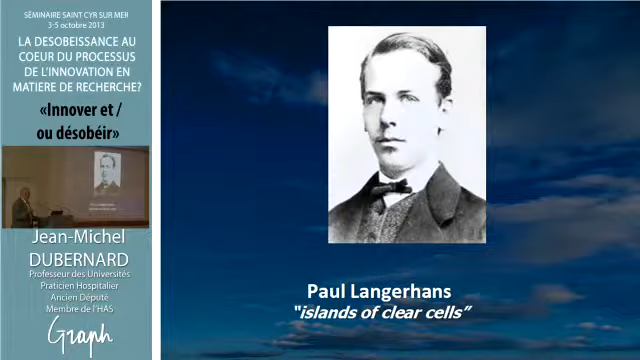 SÉMINAIRE SAINT CYR SUR MER
3-5 octobre 2013
LA DESOBEISSANCE AU
COEUR DU PROCESSUS
DE L'INNOVATION EN
MATIERE DE RECHERCHE?
«Innover et /
ou désobéir»
Jean-Michel
DUBERNARD
Professeur des Universités
Praticien Hospitalier
Ancien Député
Membre de l'HAS
Graph
Paul Langerhans
"islands of clear cells”